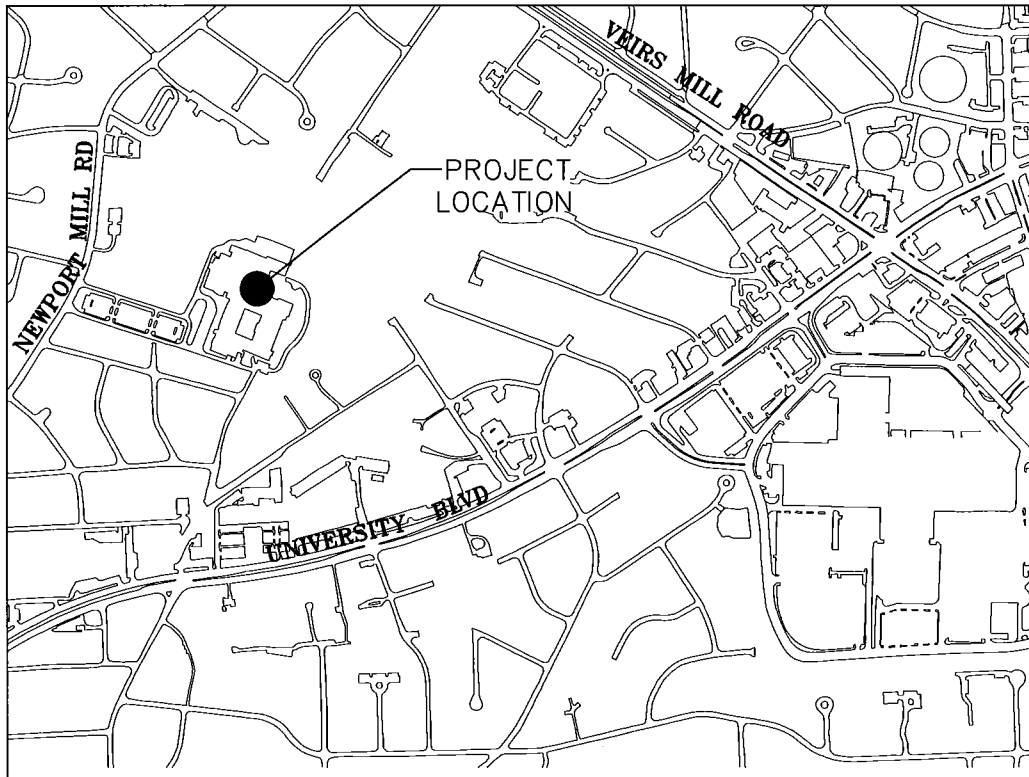 VEIRS MILL ROAD
PROJECT
LOCATION
NEWPORT MILL RD
UNIVERSITY BLVD